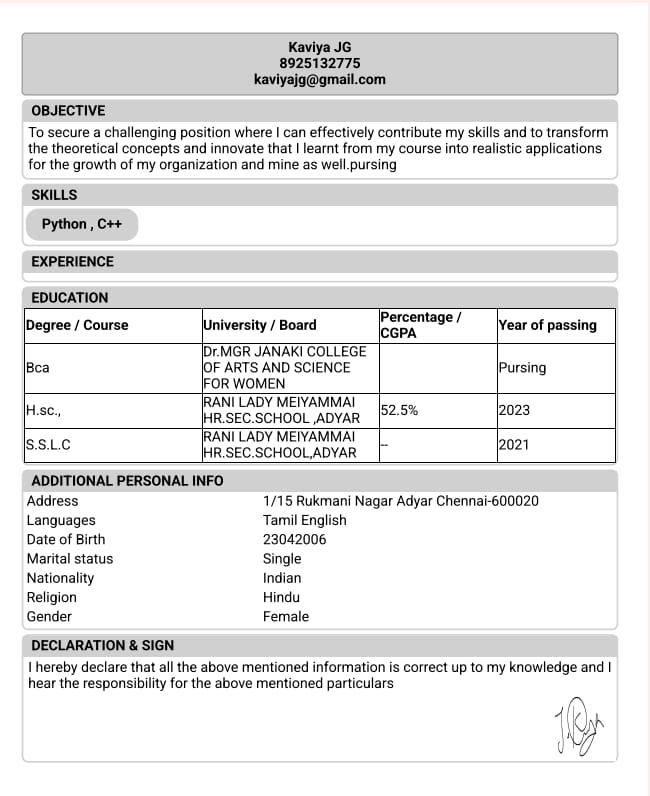 Kaviya JG
8925132775
kaviyajg@gmail.com
OBJECTIVE
To secure a challenging position where I can effectively contribute my skills and to transform
the theoretical concepts and innovate that I learnt from my course into realistic applications
for the growth of my organization and mine as well.pursing
SKILLS
Python , C++
EXPERIENCE
EDUCATION
Degree / Course University / Board Percentage / CGPA Year of passing
Bca Dr.MGR JANAKI COLLEGE OF ARTS AND SCIENCE FOR WOMEN Pursing
H.sc., RANI LADY MEIYAMMAI HR.SEC.SCHOOL ,ADYAR 52.5% 2023
S.S.L.C RANI LADY MEIYAMMAI HR.SEC.SCHOOL,ADYAR -- 2021
ADDITIONAL PERSONAL INFO
Address 1/15 Rukmani Nagar Adyar Chennai-600020
Languages Tamil English
Date of Birth 23042006
Marital status Single
Nationality Indian
Religion Hindu
Gender Female
DECLARATION & SIGN
I hereby declare that all the above mentioned information is correct up to my knowledge and I
hear the responsibility for the above mentioned particulars